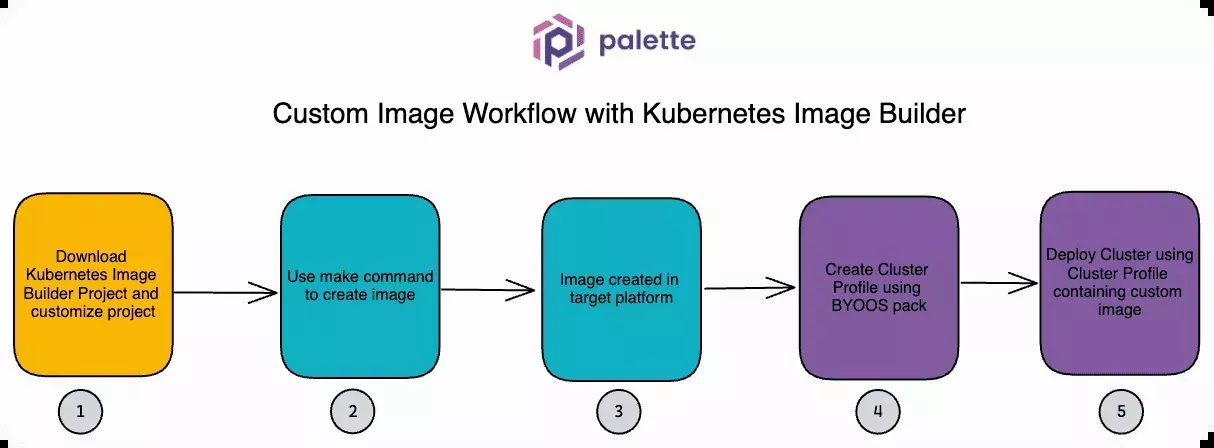 palette
Custom Image Workflow with Kubernetes Image Builder
Download
Kubernetes Image
Builder Project and
customize project
Use make command
to create image
Image created in
target platform
Create Cluster
Profile using
BYOOS pack
Deploy Cluster using
Cluster Profile
containing custom
image
1
2
3
4
5